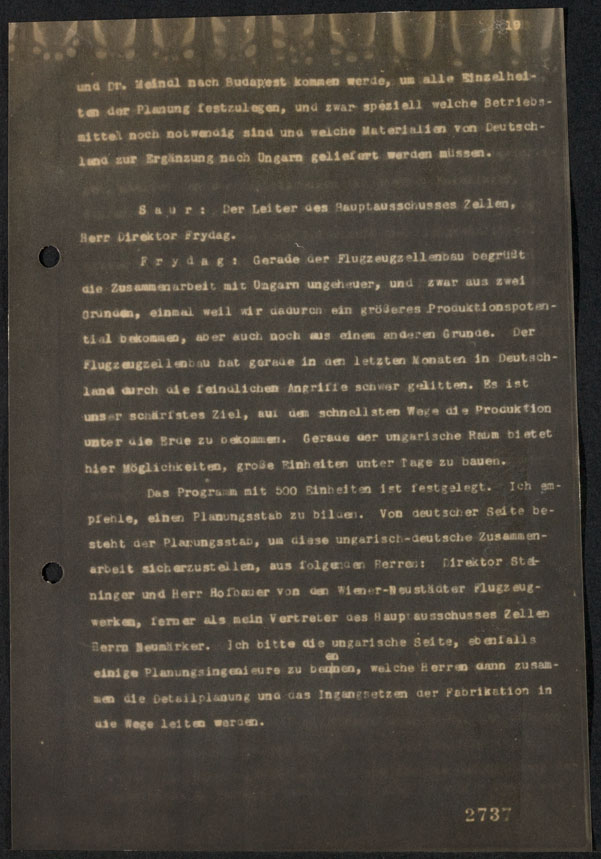 19
und Dr. Meindl nach Budapest kommen werde, um alle Einzelhei-
ten der Planung festzulegen, und zwar speziell welche Betriebs-
mittel noch notwendig sind und welche Materialien von Deutsch-
land zur Ergänzung nach Ungarn geliefert werden müssen.
S a u r : Der Leiter des Hauptausschusses Zellen,
Herr Direktor Frydag.
F r y d a g : Gerade der Flugzeugzellenbau begrüßt
die Zusammenarbeit mit Ungarn ungeheuer, und zwar aus zwei
Gründen, einmal weil wir dadurch ein größeres Produktionspoten-
tial bekommen, aber auch noch aus einem anderen Grunde. Der
Flugzeugzellenbau hat gerade in den letzten Monaten in Deutsch-
land durch die feindlichen Angriffe schwer gelitten. Es ist
unser schärfstes Ziel, auf dem schnellsten Wege die Produktion
unter die Erde zu bekommen. Gerade der ungarische Raum bietet
hier Möglichkeiten, große Einheiten unter Tage zu bauen.
Das Programm mit 500 Einheiten ist festgelegt. Ich em-
pfehle, einen Planungsstab zu bilden. Von deutscher Seite be-
steht der Planungsstab, um diese ungarisch-deutsche Zusammen-
arbeit sicherzustellen, aus folgenden Herren: Direktor Ste-
ninger und Herr Hofbauer von den Wiener-Neustädter Flugzeug-
werken, ferner als mein Vertreter des Hauptausschusses Zellen
Herrn Neumärker. Ich bitte die ungarische Seite, ebenfalls
en
einige Planungsingenieure zu bennen, welche Herren dann zusam-
men die Detailplanung und das Ingangsetzen der Fabrikation in
die Wege leiten werden.
2737